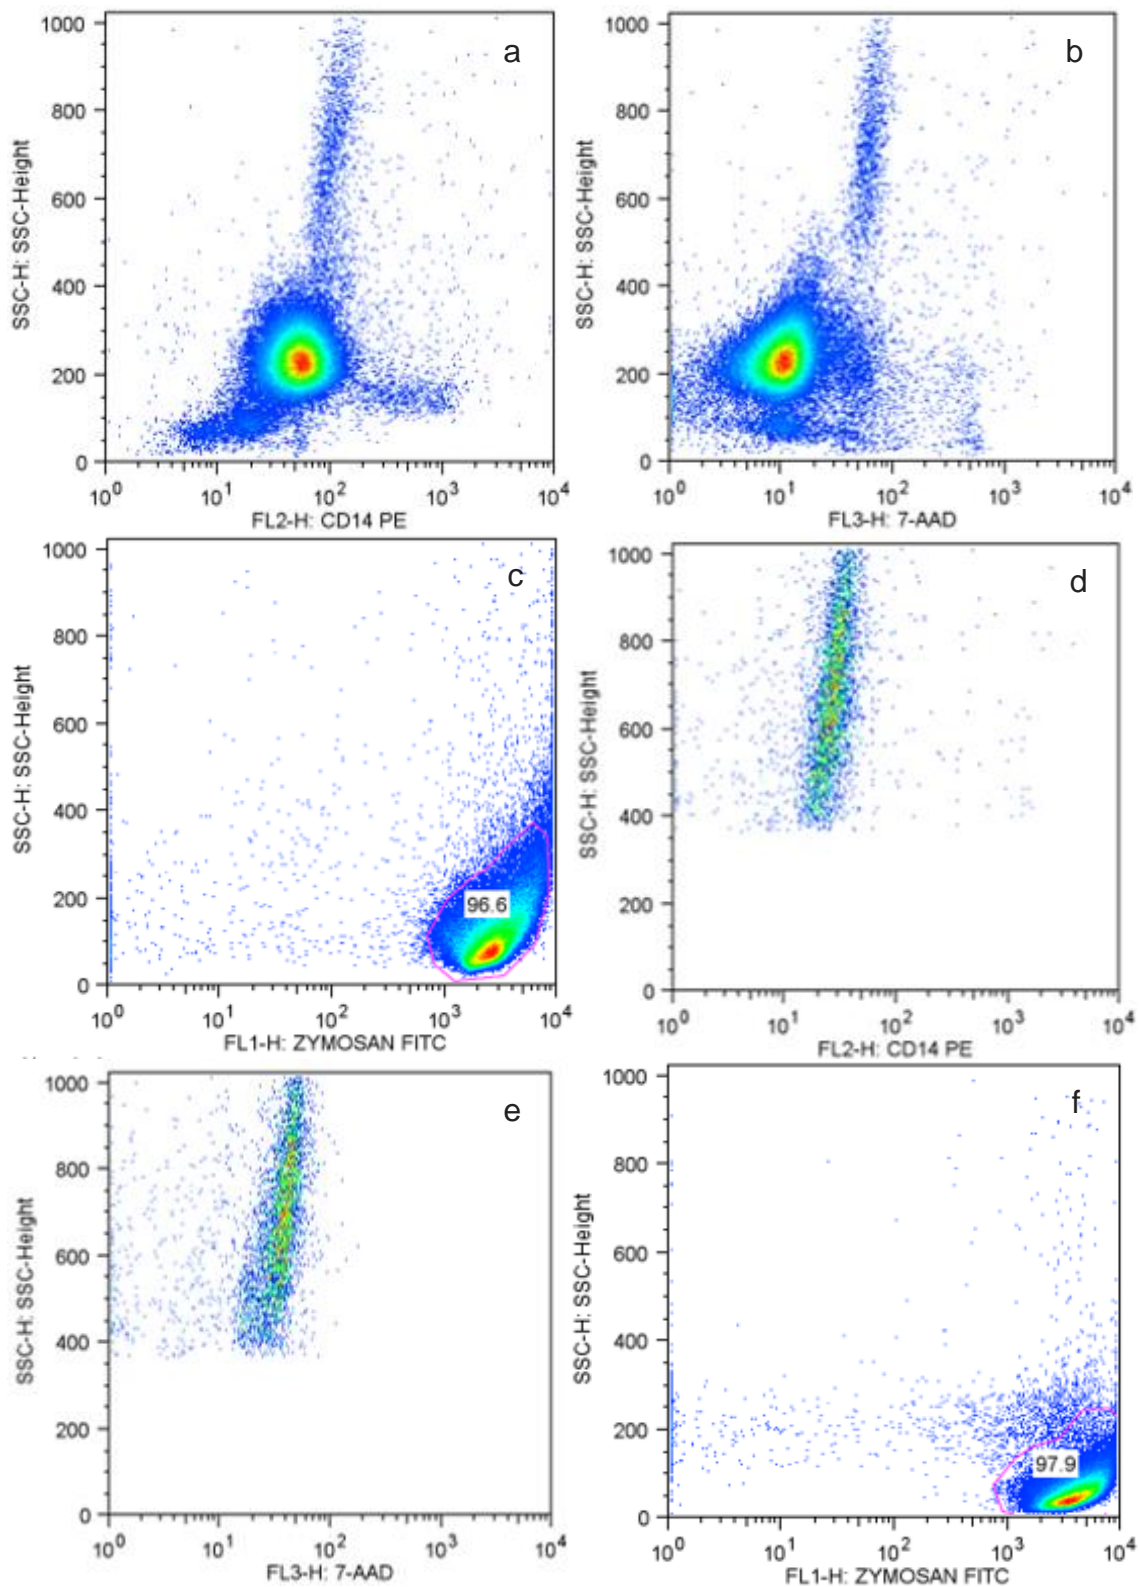 a
1000
800
600
400
200
0
SSC-H: SSC-Height
10^0 10^1 10^2 10^3 10^4
FL2-H: CD14 PE
b
1000
800
600
400
200
0
SSC-H: SSC-Height
10^0 10^1 10^2 10^3 10^4
FL3-H: 7-AAD
c
1000
800
600
400
200
0
SSC-H: SSC-Height
96.6
10^0 10^1 10^2 10^3 10^4
FL1-H: ZYMOSAN FITC
d
1000
800
600
400
200
0
SSC-H: SSC-Height
10^0 10^1 10^2 10^3 10^4
FL2-H: CD14 PE
e
1000
800
600
400
200
0
SSC-H: SSC-Height
10^0 10^1 10^2 10^3 10^4
FL3-H: 7-AAD
f
1000
800
600
400
200
0
SSC-H: SSC-Height
97.9
10^0 10^1 10^2 10^3 10^4
FL1-H: ZYMOSAN FITC